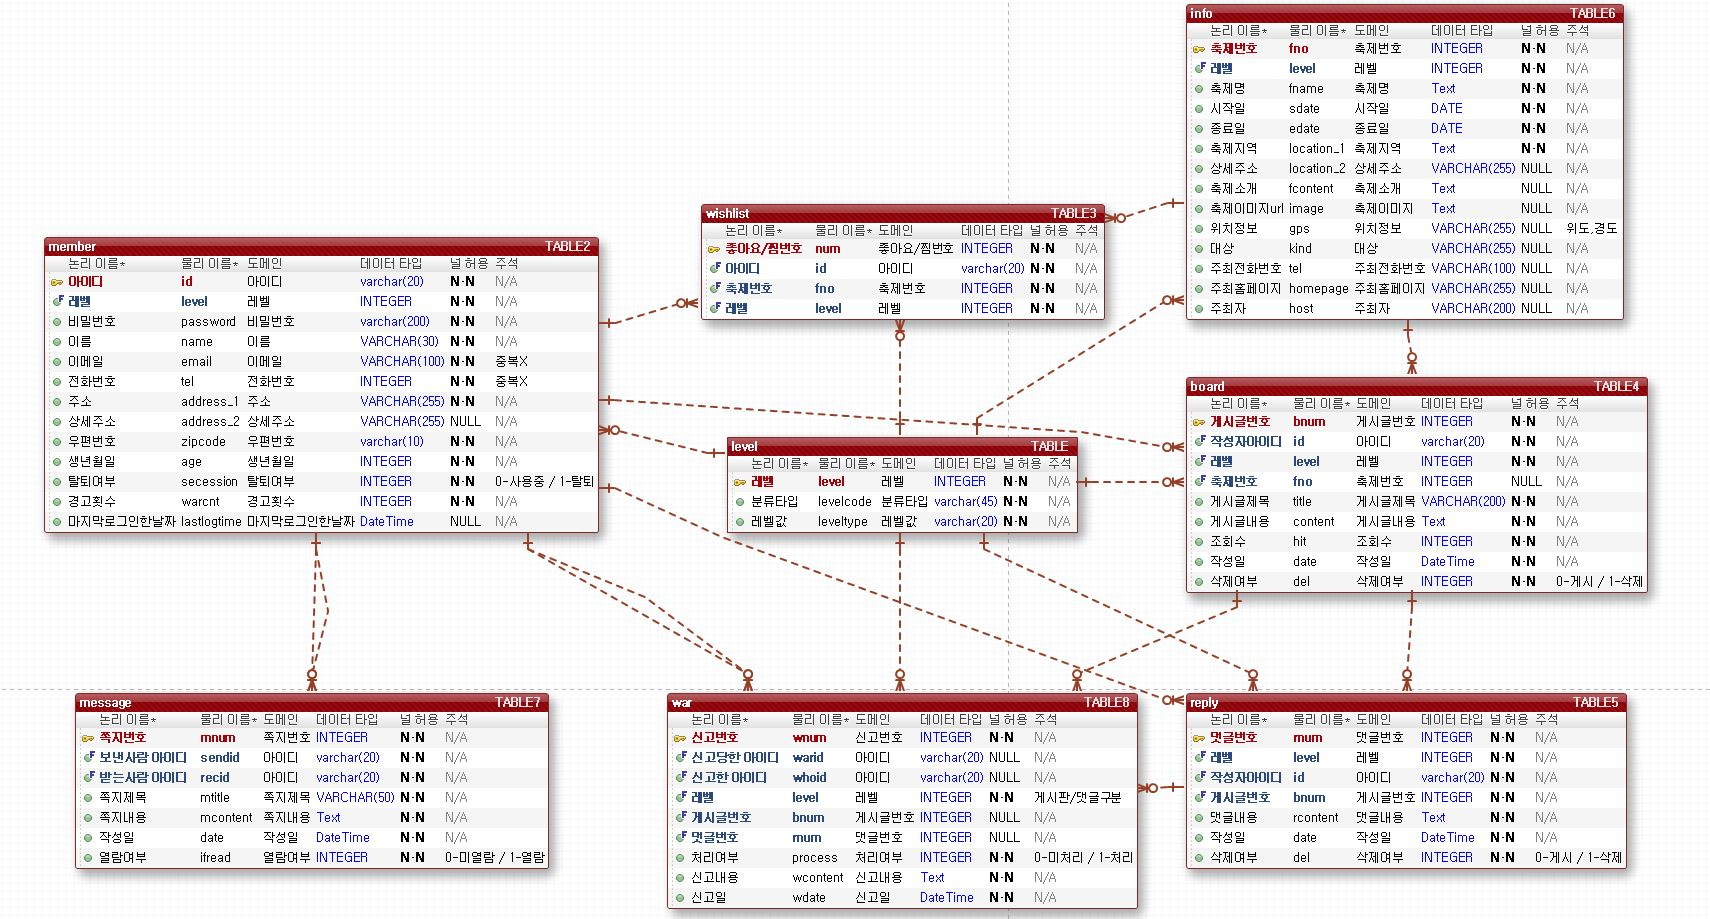 info TABLE6
논리 이름* 물리 이름* 도메인 데이터 타입 널 허용 주석
축제번호 fno 축제번호 INTEGER N-N N/A
레벨 level 레벨 INTEGER N-N N/A
축제명 fname 축제명 Text N-N N/A
시작일 sdate 시작일 DATE N-N N/A
종료일 edate 종료일 DATE N-N N/A
축제지역 location_1 축제지역 Text N-N N/A
상세주소 location_2 상세주소 VARCHAR(255) NULL N/A
축제소개 fcontent 축제소개 Text NULL N/A
축제이미지url image 축제이미지 Text NULL N/A
위치정보 gps 위치정보 VARCHAR(255) NULL 위도,경도
대상 kind 대상 VARCHAR(255) NULL N/A
주최전화번호 tel 주최전화번호 VARCHAR(100) NULL N/A
주최홈페이지 homepage 주최홈페이지 VARCHAR(255) NULL N/A
주최자 host 주최자 VARCHAR(200) NULL N/A
wishlist TABLE3
논리 이름* 물리 이름* 도메인 데이터 타입 널 허용 주석
좋아요/찜번호 num 좋아요/찜번호 INTEGER N-N N/A
아이디 id 아이디 varchar(20) N-N N/A
축제번호 fno 축제번호 INTEGER N-N N/A
레벨 level 레벨 INTEGER N-N N/A
member TABLE2
논리 이름* 물리 이름* 도메인 데이터 타입 널 허용 주석
아이디 id 아이디 varchar(20) N-N N/A
레벨 level 레벨 INTEGER N-N N/A
비밀번호 password 비밀번호 varchar(200) N-N N/A
이름 name 이름 VARCHAR(30) N-N N/A
이메일 email 이메일 VARCHAR(100) N-N 중복X
전화번호 tel 전화번호 INTEGER N-N 중복X
주소 address_1 주소 VARCHAR(255) N-N N/A
상세주소 address_2 상세주소 VARCHAR(255) NULL N/A
우편번호 zipcode 우편번호 varchar(10) N-N N/A
생년월일 age 생년월일 INTEGER N-N N/A
탈퇴여부 secession 탈퇴여부 INTEGER N-N 0-사용중 / 1-탈퇴
경고횟수 warcnt 경고횟수 INTEGER N-N N/A
마지막로그인한날짜 lastlogtime 마지막로그인한날짜 DateTime NULL N/A
level TABLE
논리 이름* 물리 이름* 도메인 데이터 타입 널 허용 주석
레벨 level 레벨 INTEGER N-N N/A
분류타입 levelcode 분류타입 varchar(45) N-N N/A
레벨값 leveltype 레벨값 varchar(20) N-N N/A
board TABLE4
논리 이름* 물리 이름* 도메인 데이터 타입 널 허용 주석
게시글번호 bnum 게시글번호 INTEGER N-N N/A
작성자아이디 id 아이디 varchar(20) N-N N/A
레벨 level 레벨 INTEGER N-N N/A
축제번호 fno 축제번호 INTEGER NULL N/A
게시글제목 title 게시글제목 VARCHAR(200) N-N N/A
게시글내용 content 게시글내용 Text N-N N/A
조회수 hit 조회수 INTEGER N-N N/A
작성일 date 작성일 DateTime N-N N/A
삭제여부 del 삭제여부 INTEGER N-N 0-게시 / 1-삭제
message TABLE7
논리 이름* 물리 이름* 도메인 데이터 타입 널 허용 주석
쪽지번호 mnum 쪽지번호 INTEGER N-N N/A
보낸사람 아이디 sendid 아이디 varchar(20) N-N N/A
받는사람 아이디 recid 아이디 varchar(20) N-N N/A
쪽지제목 mtitle 쪽지제목 VARCHAR(50) N-N N/A
쪽지내용 mcontent 쪽지내용 Text N-N N/A
작성일 date 작성일 DateTime N-N N/A
열람여부 ifread 열람여부 INTEGER N-N 0-미열람 / 1-열람
war TABLE8
논리 이름* 물리 이름* 도메인 데이터 타입 널 허용 주석
신고번호 wnum 신고번호 INTEGER N-N N/A
신고당한 아이디 warid 아이디 varchar(20) NULL N/A
신고한 아이디 whoid 아이디 varchar(20) N-N N/A
레벨 level 레벨 INTEGER N-N 게시판/댓글구분
게시글번호 bnum 게시글번호 INTEGER NULL N/A
댓글번호 rnum 댓글번호 INTEGER NULL N/A
처리여부 process 처리여부 INTEGER N-N 0-미처리 / 1-처리
신고내용 wcontent 신고내용 Text N-N N/A
신고일 wdate 신고일 DateTime N-N N/A
reply TABLE5
논리 이름* 물리 이름* 도메인 데이터 타입 널 허용 주석
댓글번호 rnum 댓글번호 INTEGER N-N N/A
레벨 level 레벨 INTEGER N-N N/A
작성자아이디 id 아이디 varchar(20) N-N N/A
게시글번호 bnum 게시글번호 INTEGER N-N N/A
댓글내용 rcontent 댓글내용 Text N-N N/A
작성일 date 작성일 DateTime N-N N/A
삭제여부 del 삭제여부 INTEGER N-N 0-게시 / 1-삭제